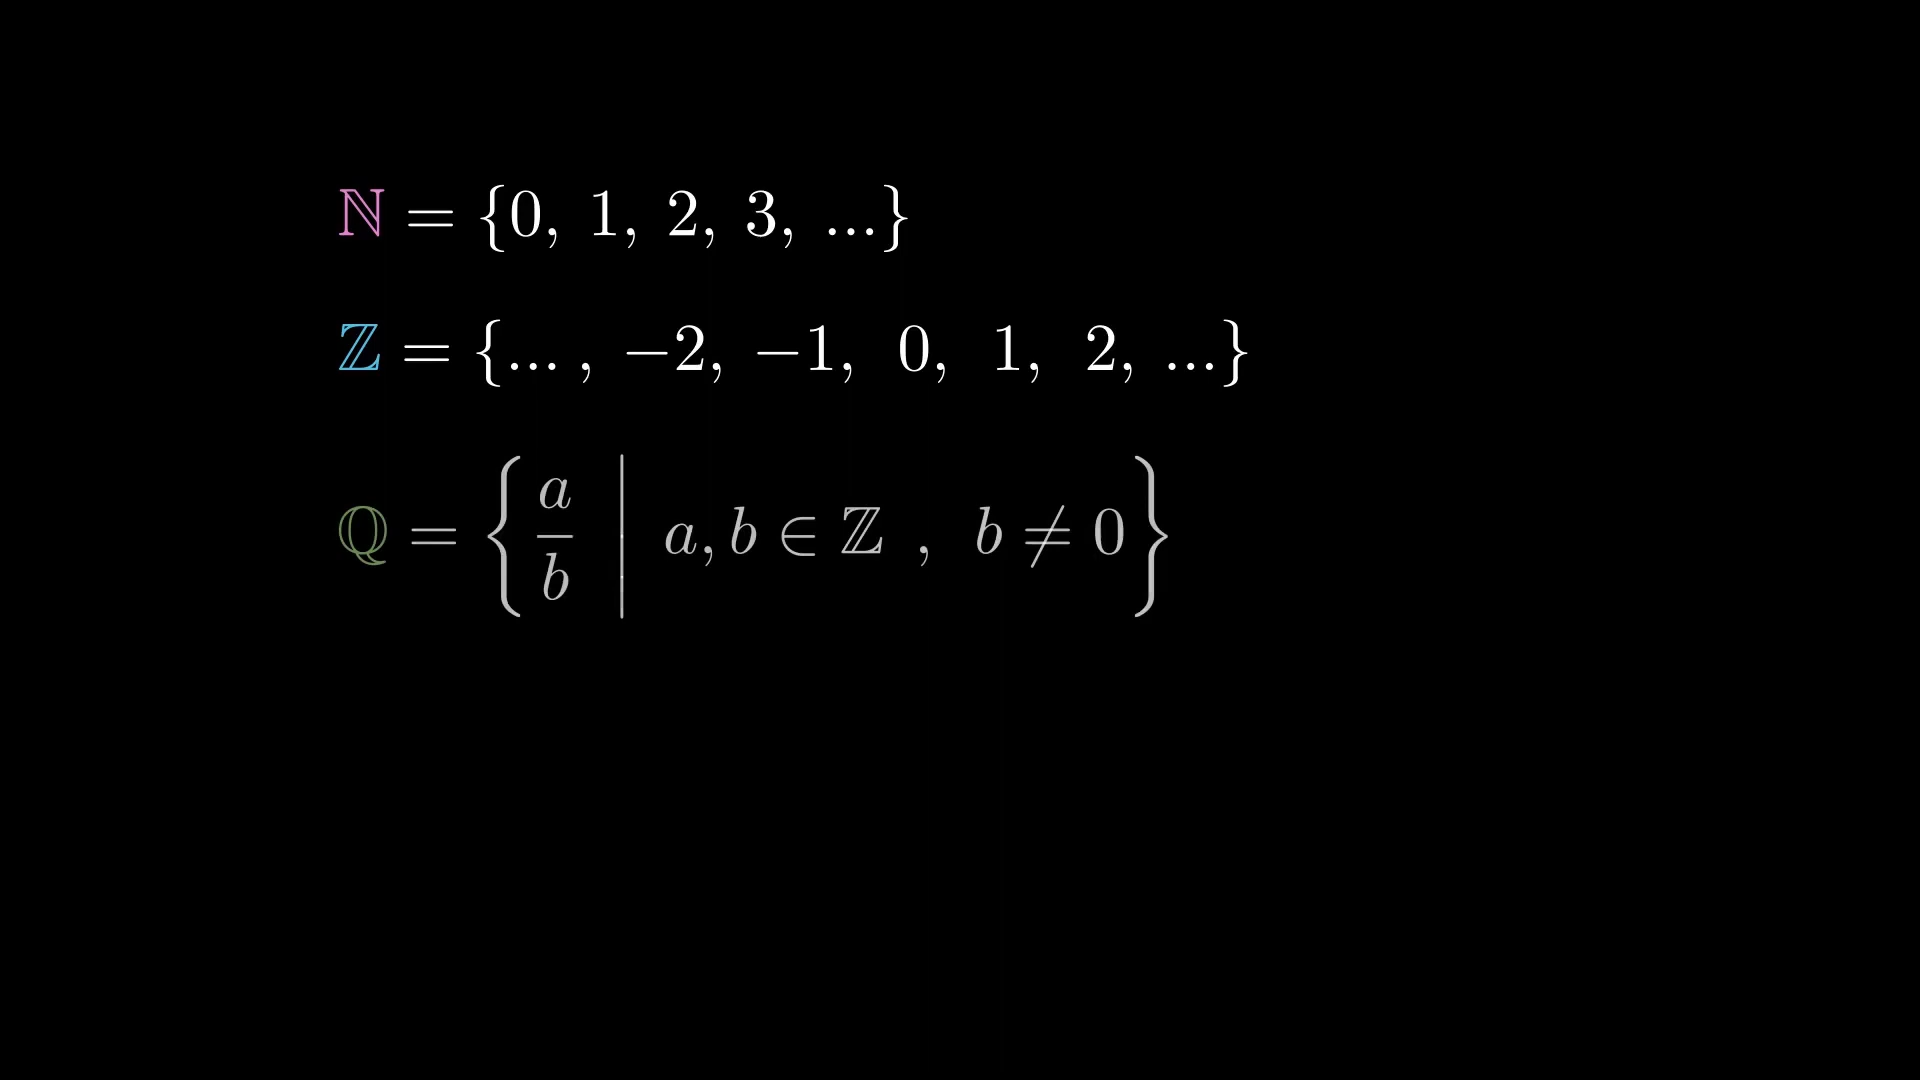 ℕ = {0, 1, 2, 3, ...}
ℤ = {... , −2, −1, 0, 1, 2, ...}
ℚ = { a/b | a, b ∈ ℤ , b ≠ 0 }